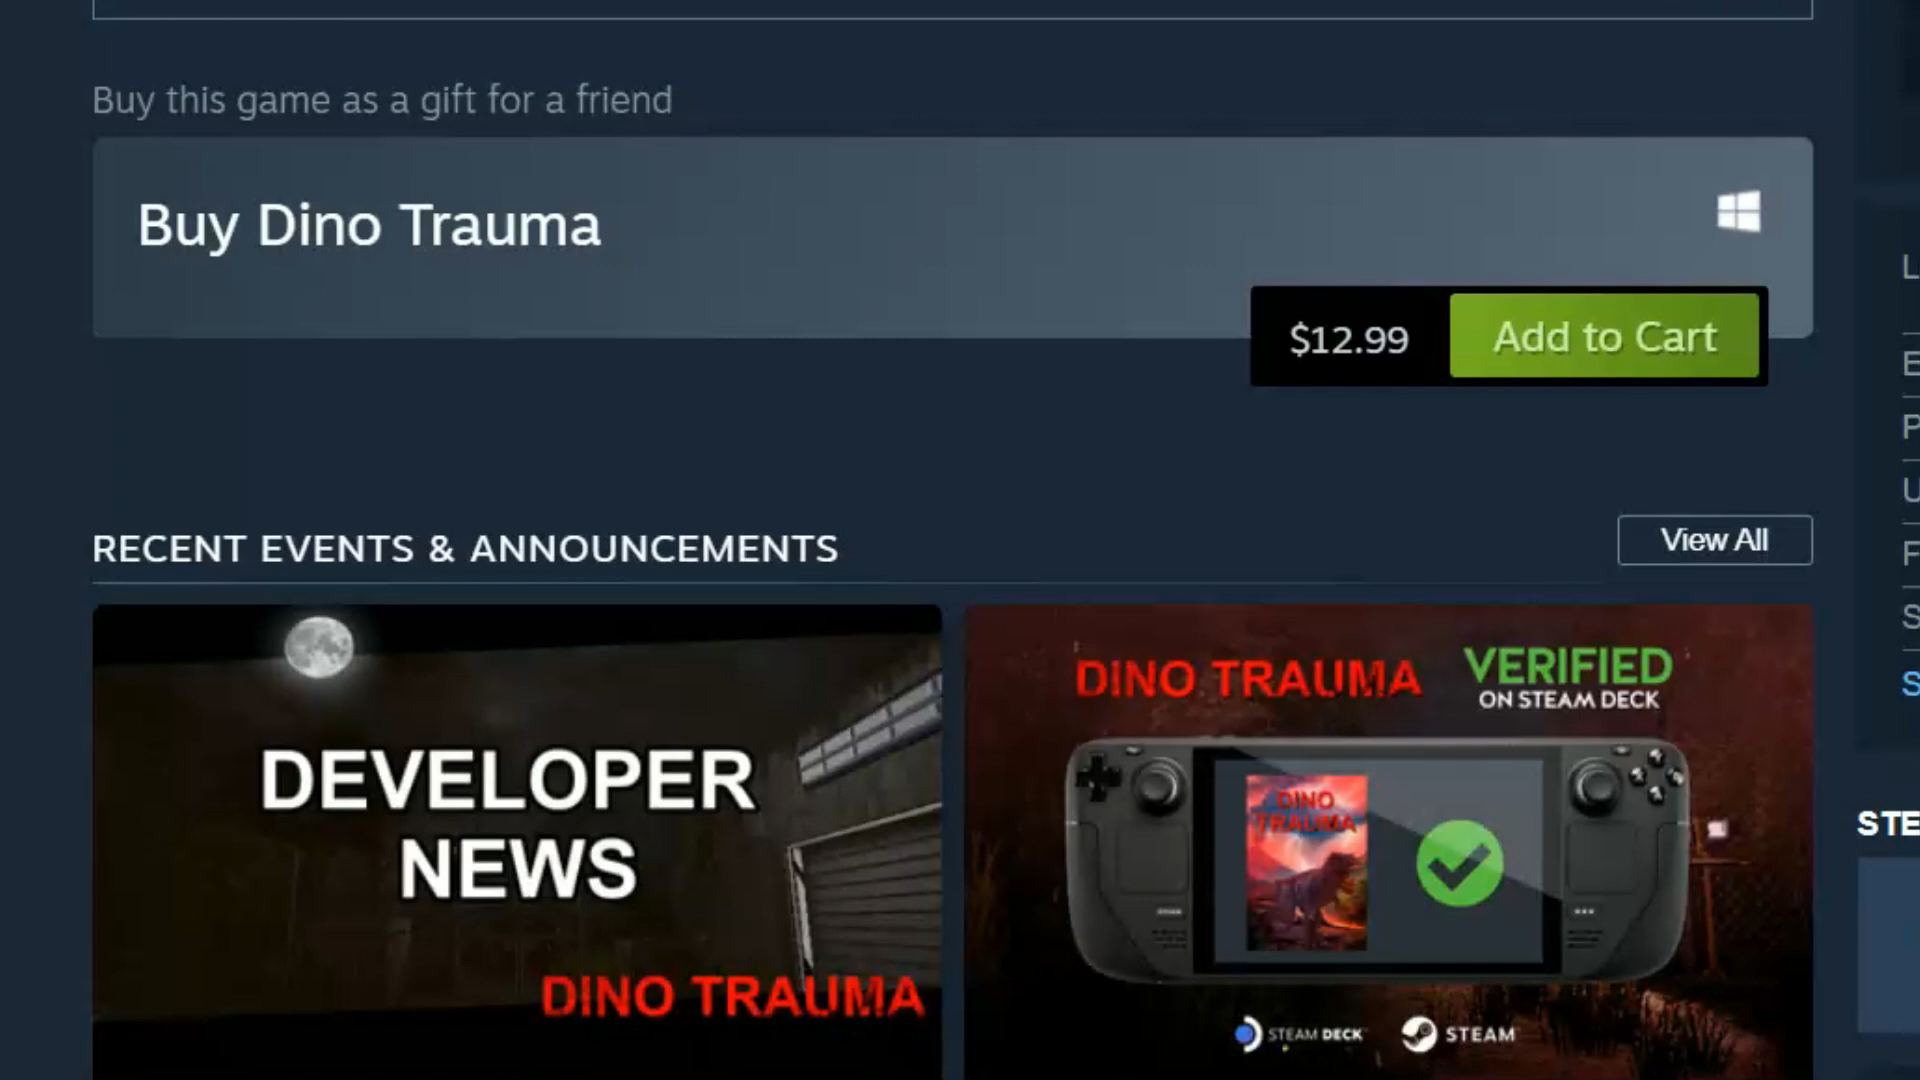 Buy this game as a gift for a friend
Buy Dino Trauma
$12.99
Add to Cart
RECENT EVENTS & ANNOUNCEMENTS
View All
DEVELOPER
NEWS
DINO TRAUMA
DINO TRAUMA
VERIFIED
ON STEAM DECK
DINO
TRAUMA
STEAM DECK
STEAM